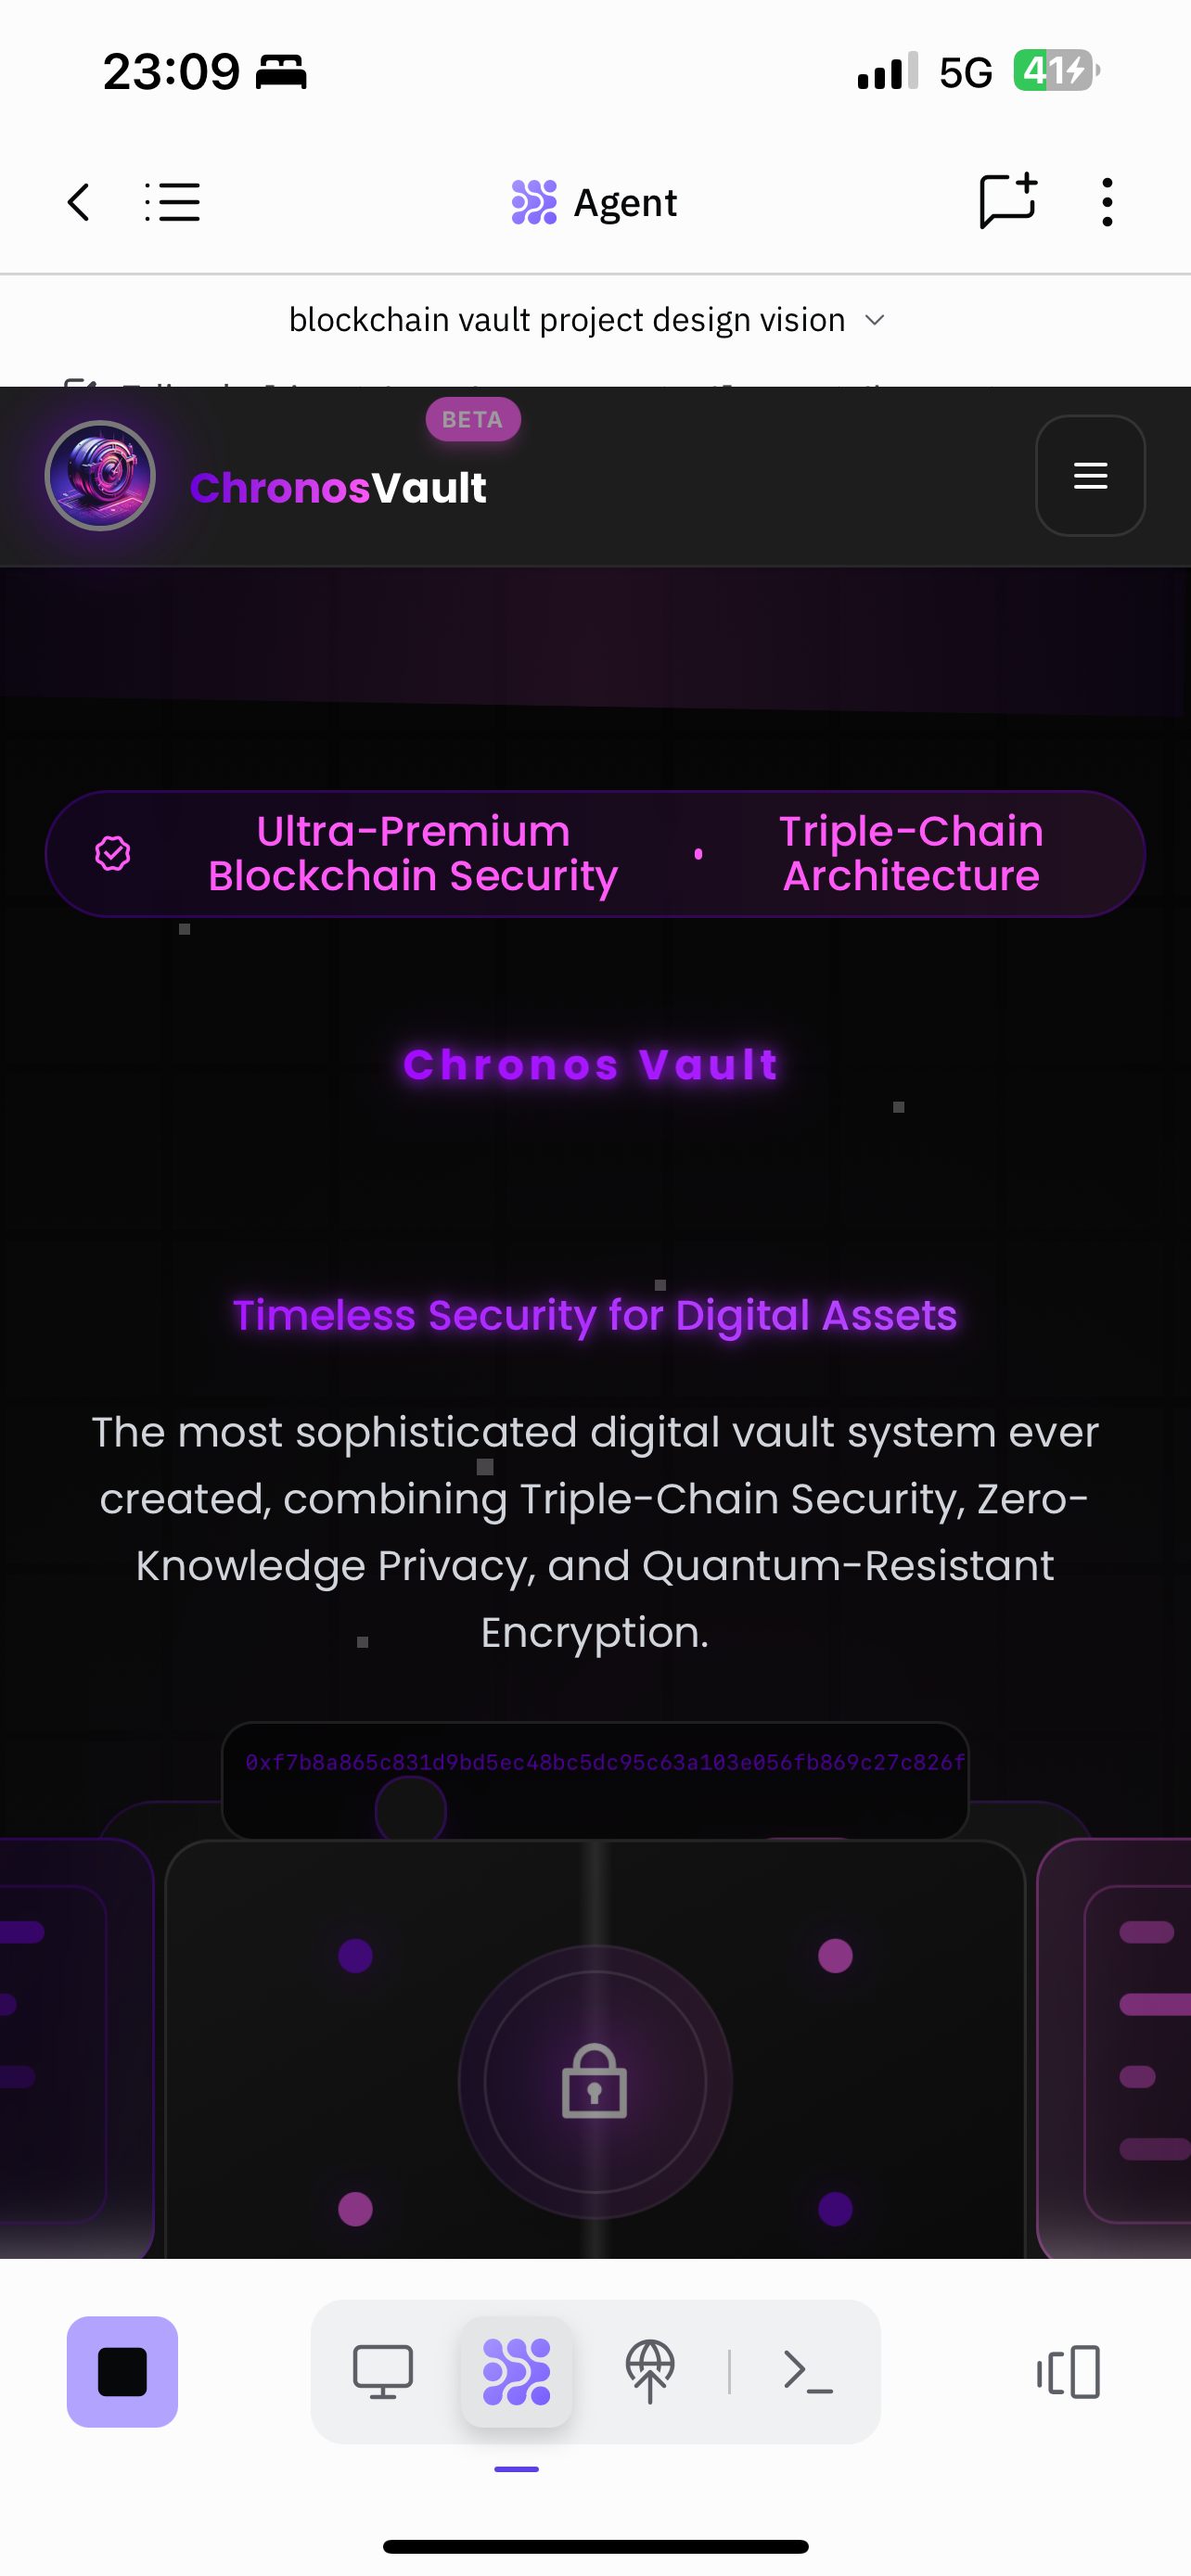 23:09
5G
41
Agent
blockchain vault project design vision
BETA
ChronosVault
Ultra-Premium
Blockchain Security
•
Triple-Chain
Architecture
Chronos Vault
Timeless Security for Digital Assets
The most sophisticated digital vault system ever
created, combining Triple-Chain Security, Zero-
Knowledge Privacy, and Quantum-Resistant
Encryption.
0xf7b8a865c831d9bd5ec48bc5dc95c63a103e056fb869c27c826f